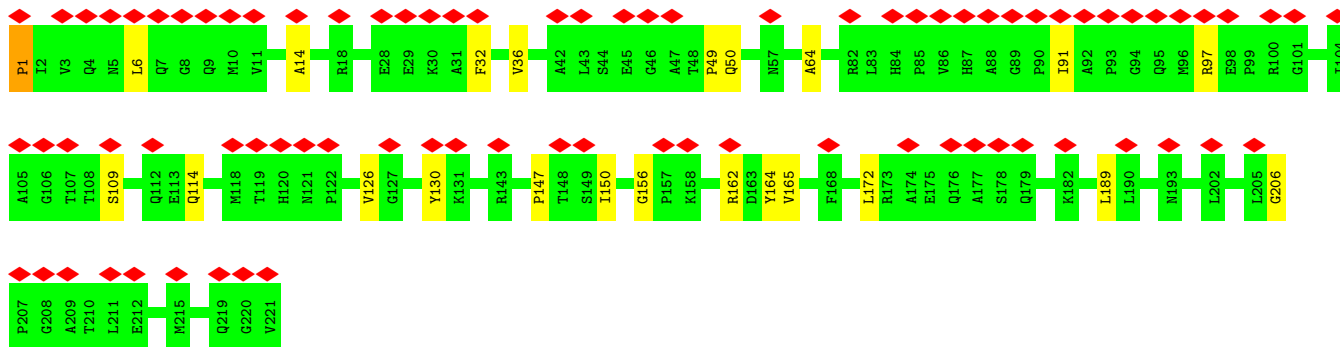 P1 I2 V3 Q4 N5 L6 Q7 G8 Q9 M10 V11 A14 R18 E28 E29 K30 A31 F32 V36 A42 L43 S44 E45 G46 A47 T48 P49 Q50 N57 A64 R82 L83 H84 P85 V86 H87 A88 G89 P90 I91 A92 P93 G94 Q95 M96 R97 E98 P99 R100 G101 I104
A105 G106 T107 T108 S109 Q112 E113 Q114 M118 T119 H120 N121 P122 V126 G127 Y130 K131 R143 P147 T148 S149 I150 G156 P157 K158 R162 D163 Y164 V165 F168 L172 R173 A174 E175 Q176 A177 S178 Q179 K182 L189 L190 N193 L202 L205 G206
P207 G208 A209 T210 L211 E212 M215 Q219 G220 V221